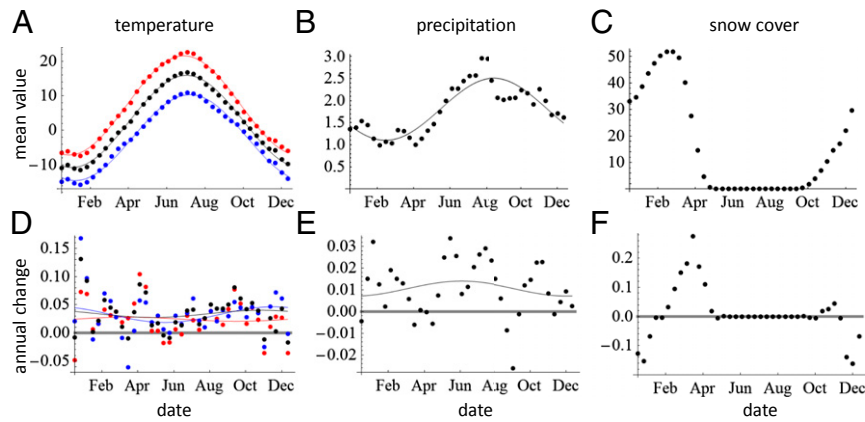 A temperature
B precipitation
C snow cover
mean value
20
10
0
−10
Feb Apr Jun Aug Oct Dec
3.0
2.5
2.0
1.5
1.0
0.5
Feb Apr Jun Aug Oct Dec
50
40
30
20
10
Feb Apr Jun Aug Oct Dec
D
E
F
annual change
0.15
0.10
0.05
0.00
−0.05
Feb Apr Jun Aug Oct Dec
date
0.03
0.02
0.01
0.00
−0.01
−0.02
Feb Apr Jun Aug Oct Dec
date
0.2
0.1
0.0
−0.1
Feb Apr Jun Aug Oct Dec
date